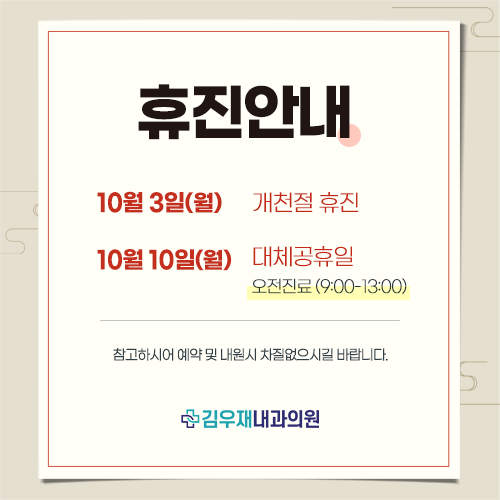 휴진안내
10월 3일(월) 개천절 휴진
10월 10일(월) 대체공휴일
오전진료 (9:00-13:00)
참고하시어 예약 및 내원시 차질없으시길 바랍니다.
김우재내과의원